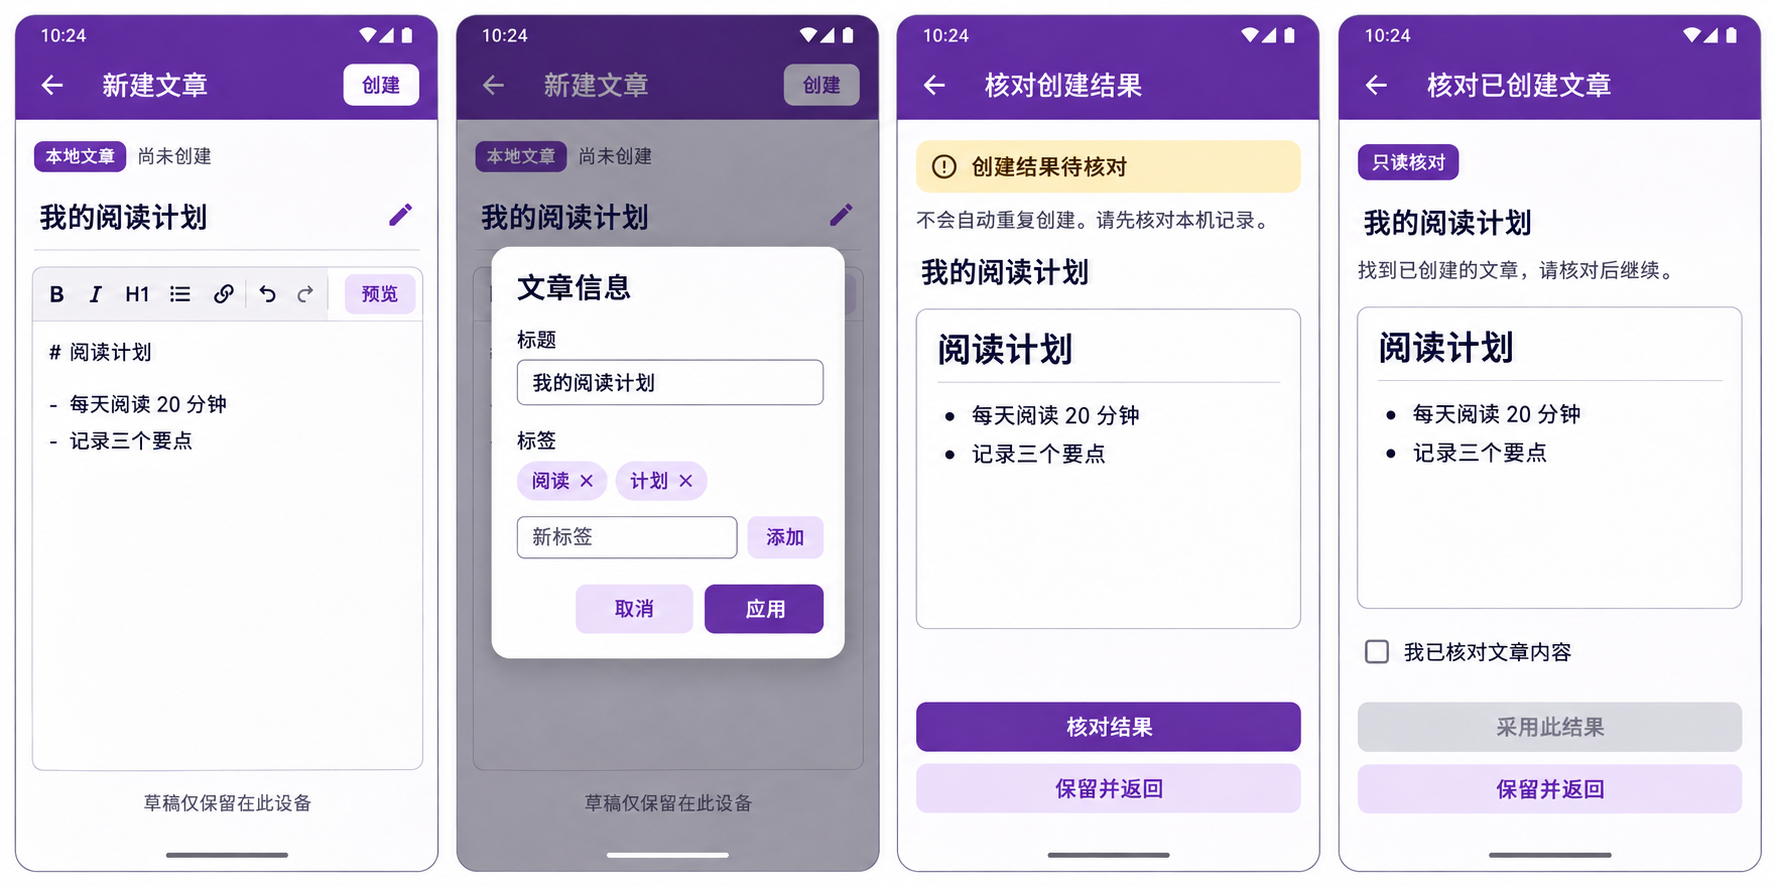 10:24
新建文章
创建
本地文章 尚未创建
我的阅读计划
B I H1 预览
# 阅读计划
- 每天阅读 20 分钟
- 记录三个要点
草稿仅保留在此设备
10:24
新建文章
创建
本地文章 尚未创建
我的阅读计划
文章信息
标题
我的阅读计划
标签
阅读 × 计划 ×
新标签 添加
取消 应用
草稿仅保留在此设备
10:24
核对创建结果
创建结果待核对
不会自动重复创建。请先核对本机记录。
我的阅读计划
阅读计划
• 每天阅读 20 分钟
• 记录三个要点
核对结果
保留并返回
10:24
核对已创建文章
只读核对
我的阅读计划
找到已创建的文章，请核对后继续。
阅读计划
• 每天阅读 20 分钟
• 记录三个要点
我已核对文章内容
采用此结果
保留并返回